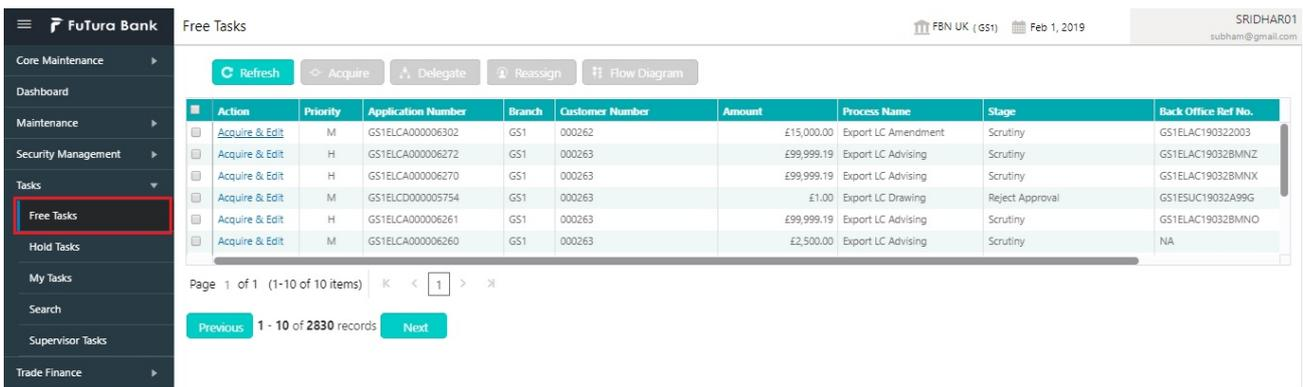 FuTura Bank
Free Tasks
FBN UK (GS1)
Feb 1, 2019
SRIDHAR01
subham@gmail.com
Core Maintenance
Dashboard
Maintenance
Security Management
Tasks
Free Tasks
Hold Tasks
My Tasks
Search
Supervisor Tasks
Trade Finance
Refresh Acquire Delegate Reassign Flow Diagram
Action Priority Application Number Branch Customer Number Amount Process Name Stage Back Office Ref No.
Acquire & Edit M GS1ELCA000006302 GS1 000262 £15,000.00 Export LC Amendment Scrutiny GS1ELAC190322003
Acquire & Edit H GS1ELCA000006272 GS1 000263 £99,999.19 Export LC Advising Scrutiny GS1ELAC19032BMNZ
Acquire & Edit H GS1ELCA000006270 GS1 000263 £99,999.19 Export LC Advising Scrutiny GS1ELAC19032BMNX
Acquire & Edit M GS1ELCD000005754 GS1 000263 £1.00 Export LC Drawing Reject Approval GS1ESUC19032A99G
Acquire & Edit H GS1ELCA000006261 GS1 000263 £99,999.19 Export LC Advising Scrutiny GS1ELAC19032BMNO
Acquire & Edit M GS1ELCA000006260 GS1 000263 £2,500.00 Export LC Advising Scrutiny NA
Page 1 of 1 (1-10 of 10 items) 1
Previous 1 - 10 of 2830 records Next